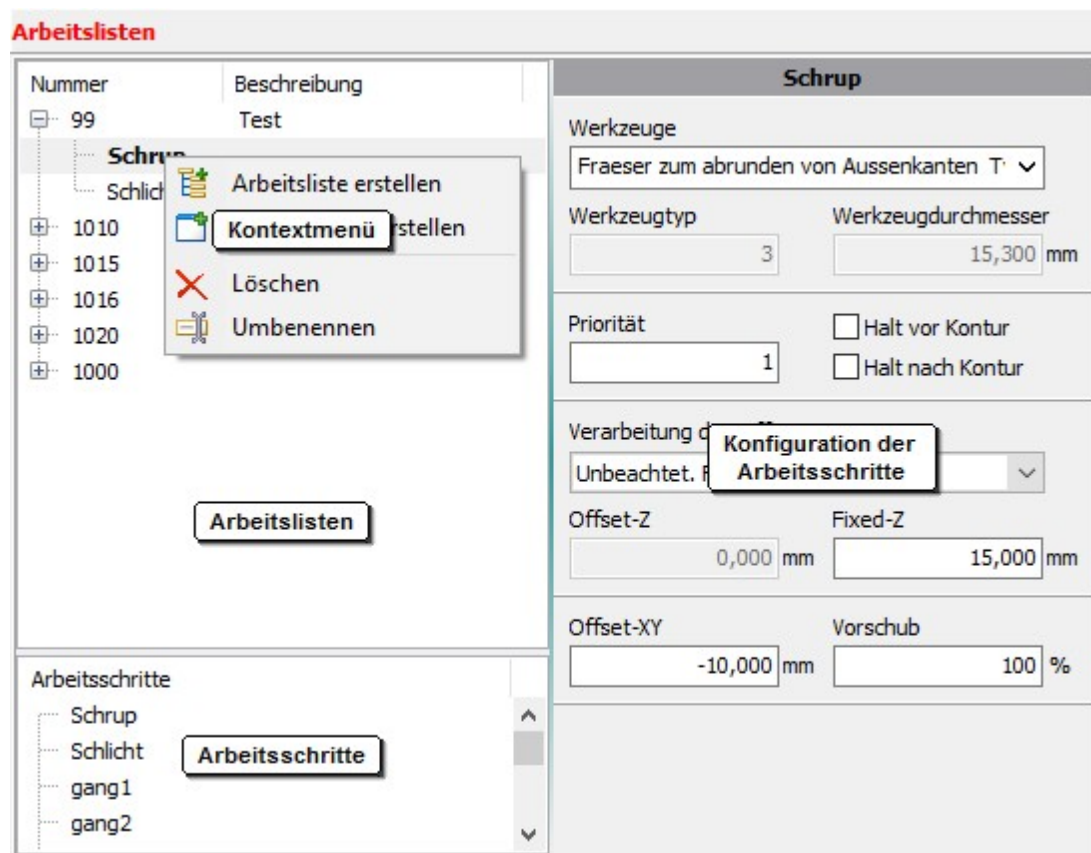 Arbeitslisten
Nummer Beschreibung
99 Test
Schrup
Schlicht
1010
1015
1016
1020
1000
Arbeitsliste erstellen
Kontextmenü
rstellen
Löschen
Umbenennen
Arbeitslisten
Arbeitsschritte
Schrup
Schlicht
gang1
gang2
Arbeitsschritte
Schrup
Werkzeuge
Fraeser zum abrunden von Aussenkanten T
Werkzeugtyp Werkzeugdurchmesser
3 15,300 mm
Priorität
1
Halt vor Kontur
Halt nach Kontur
Verarbeitung d
Unbeachtet. F
Konfiguration der
Arbeitsschritte
Offset-Z Fixed-Z
0,000 mm 15,000 mm
Offset-XY Vorschub
-10,000 mm 100 %